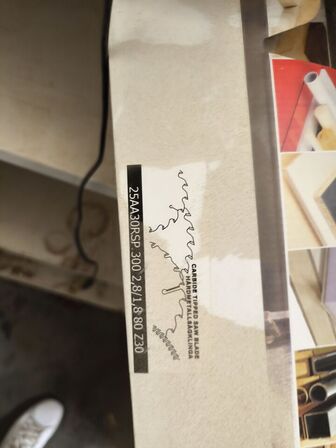 CARBIDE TIPPED SAW BLADE
HÅRDMETALLSÅGKLINGA
25AA30RSP 300 2,8/1,8 80 Z30